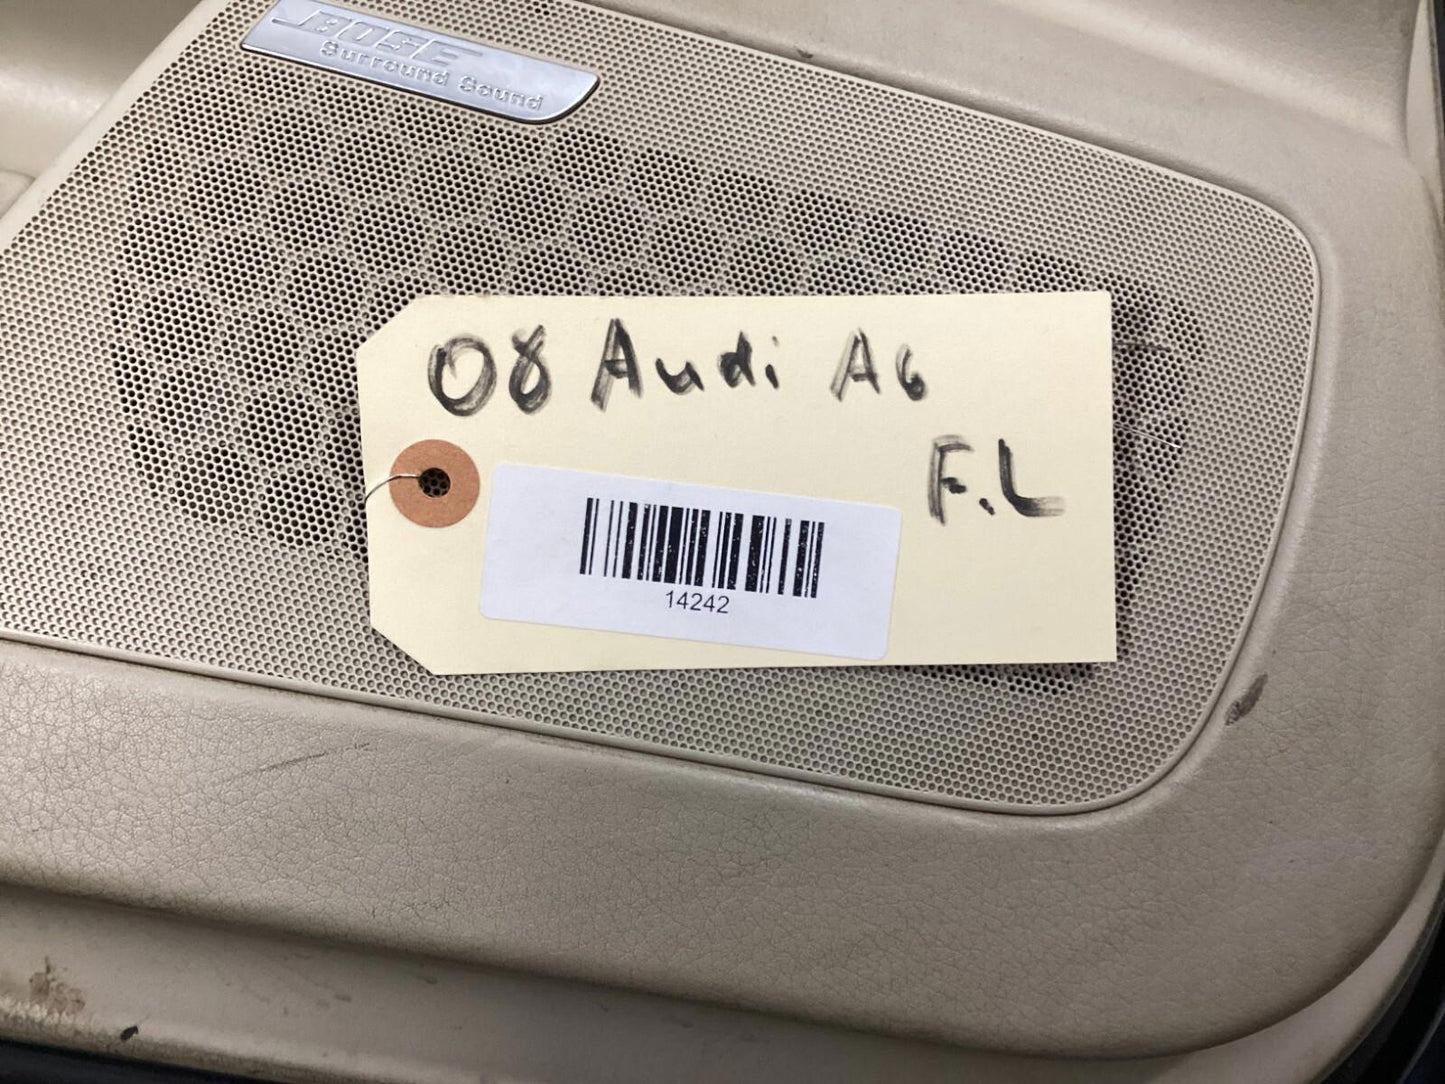 BOSE
Surround Sound
08 Audi A6
F.L
14242